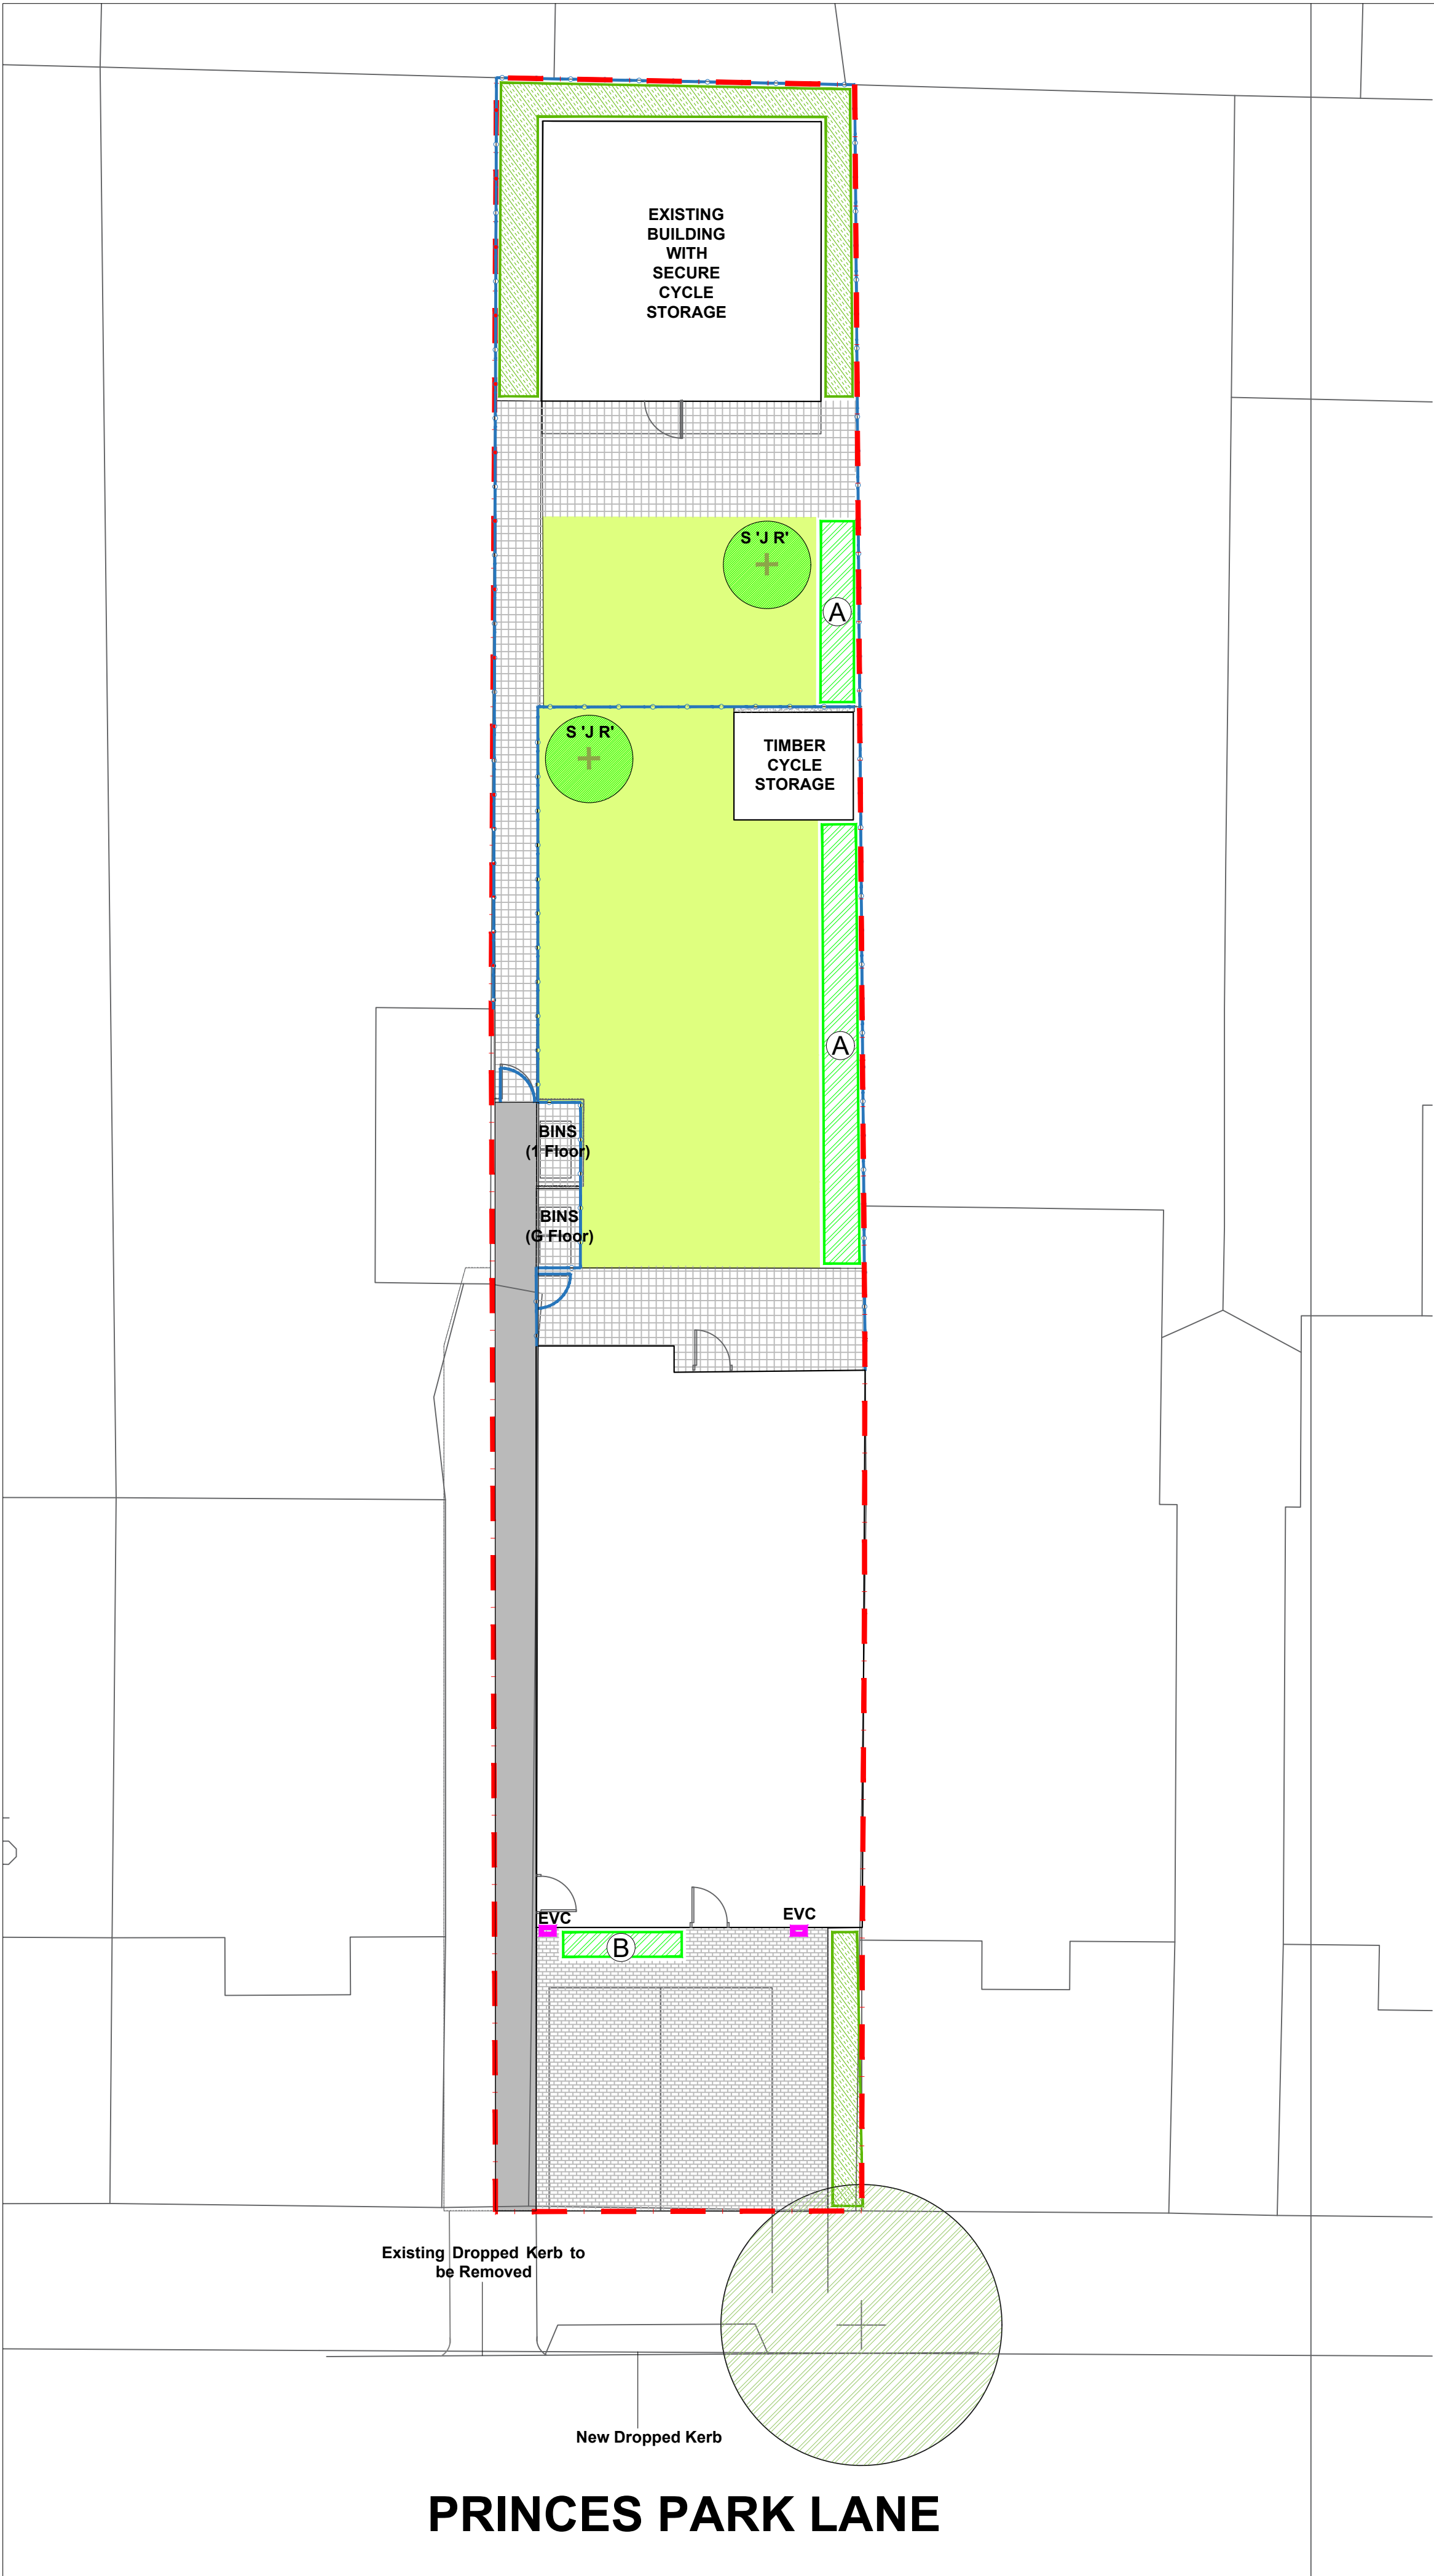 EXISTING
BUILDING
WITH
SECURE
CYCLE
STORAGE
S 'J R'
A
S 'J R'
TIMBER
CYCLE
STORAGE
A
BINS
(1 Floor)
BINS
(G Floor)
EVC
EVC
B
Existing Dropped Kerb to
be Removed
New Dropped Kerb
PRINCES PARK LANE